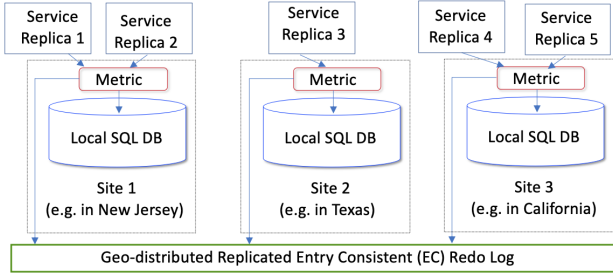 Service
Replica 1
Service
Replica 2
Service
Replica 3
Service
Replica 4
Service
Replica 5
Metric
Metric
Metric
Local SQL DB
Local SQL DB
Local SQL DB
Site 1
(e.g. in New Jersey)
Site 2
(e.g. in Texas)
Site 3
(e.g. in California)
Geo-distributed Replicated Entry Consistent (EC) Redo Log